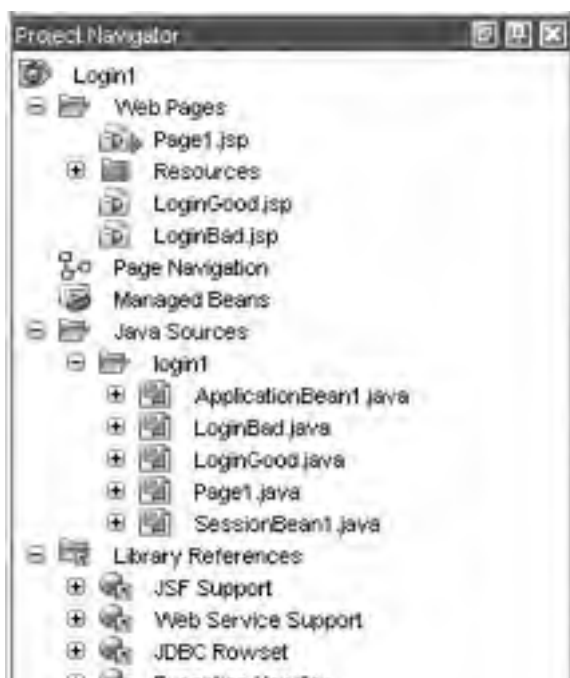 Project Navigator
Login1
Web Pages
Page1.jsp
Resources
LoginGood.jsp
LoginBad.jsp
Page Navigation
Managed Beans
Java Sources
login1
ApplicationBean1.java
LoginBad.java
LoginGood.java
Page1.java
SessionBean1.java
Library References
JSF Support
Web Service Support
JDBC Rowset